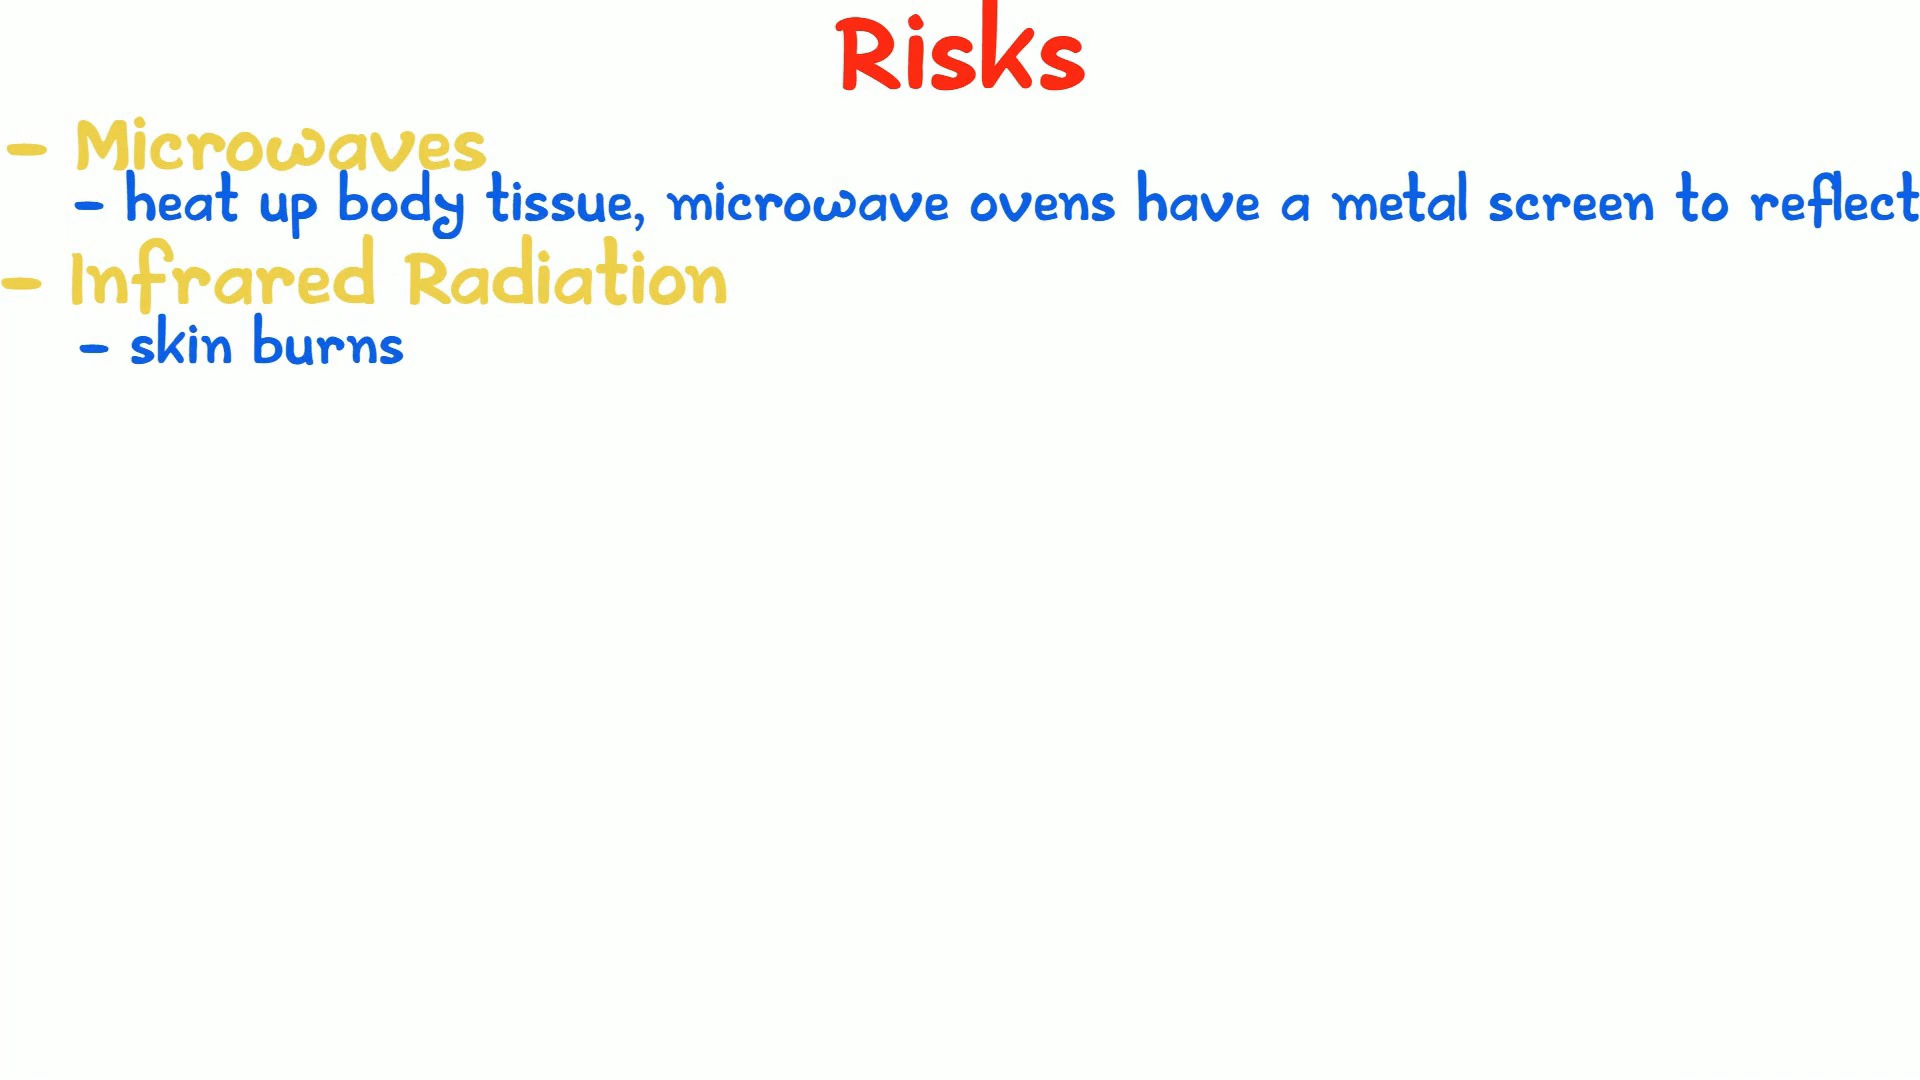 Risks
- Microwaves
- heat up body tissue, microwave ovens have a metal screen to reflect
- Infrared Radiation
- skin burns